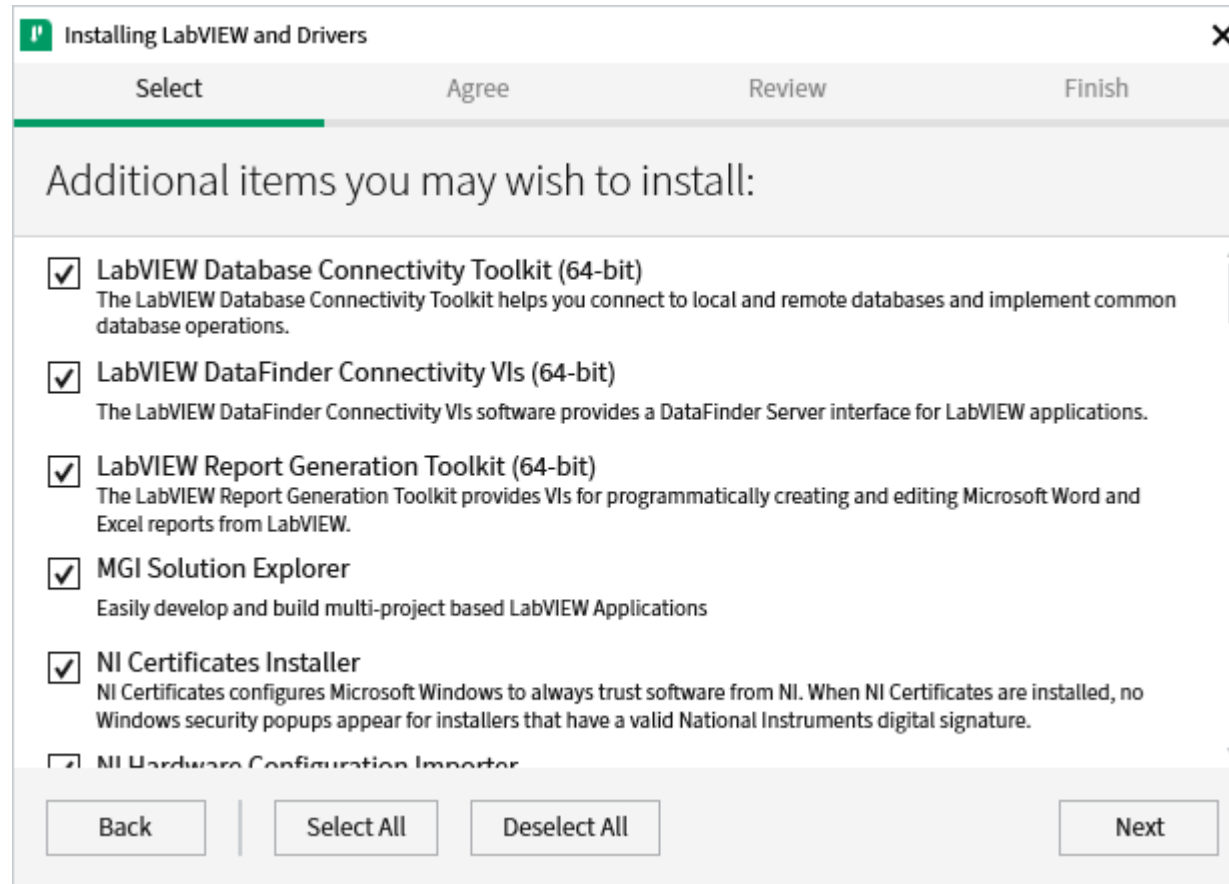 Installing LabVIEW and Drivers
Select
Agree
Review
Finish
Additional items you may wish to install:
LabVIEW Database Connectivity Toolkit (64-bit)
The LabVIEW Database Connectivity Toolkit helps you connect to local and remote databases and implement common
database operations.
LabVIEW DataFinder Connectivity VIs (64-bit)
The LabVIEW DataFinder Connectivity VIs software provides a DataFinder Server interface for LabVIEW applications.
LabVIEW Report Generation Toolkit (64-bit)
The LabVIEW Report Generation Toolkit provides VIs for programmatically creating and editing Microsoft Word and
Excel reports from LabVIEW.
MGI Solution Explorer
Easily develop and build multi-project based LabVIEW Applications
NI Certificates Installer
NI Certificates configures Microsoft Windows to always trust software from NI. When NI Certificates are installed, no
Windows security popups appear for installers that have a valid National Instruments digital signature.
NI Hardware Configuration Importer
Back
Select All
Deselect All
Next